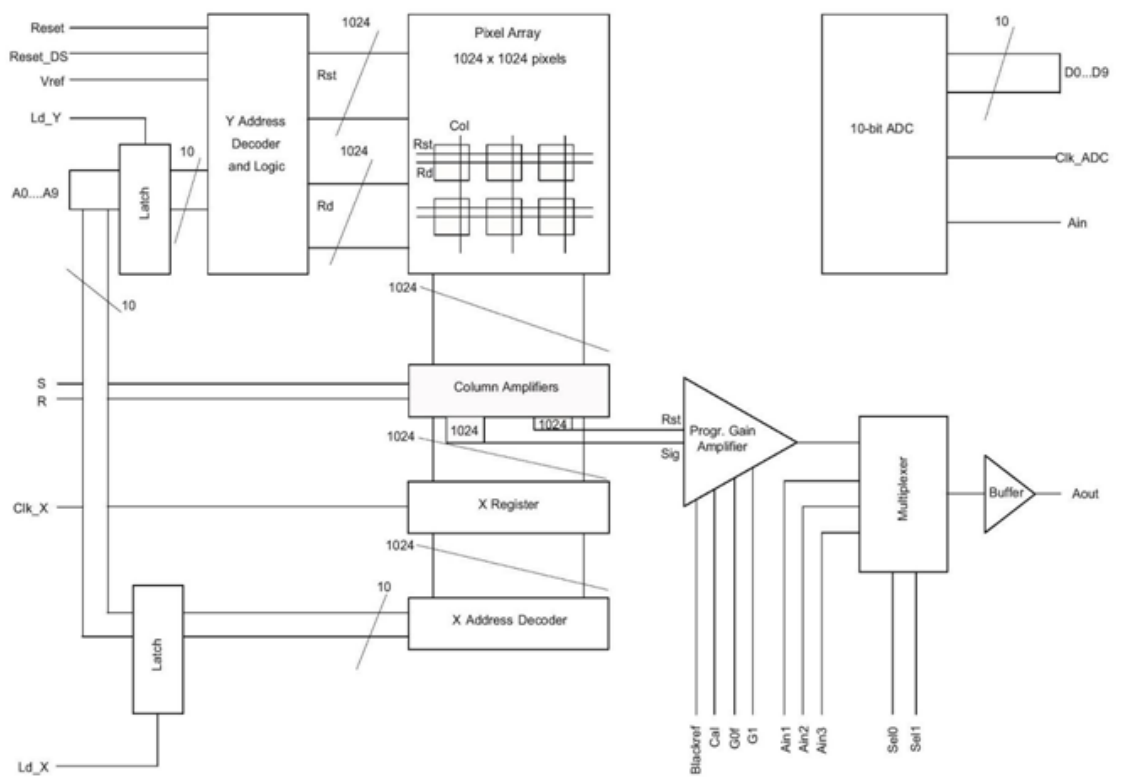 Reset
Reset_DS
Vref
Ld_Y
A0....A9
Latch
10
10
Y Address
Decoder
and Logic
1024
Rst
1024
Rd
Pixel Array
1024 x 1024 pixels
Col
Rst
Rd
10-bit ADC
10
D0...D9
Clk_ADC
Ain
1024
S
R
Column Amplifiers
1024
1024
1024
Rst
Sig
Progr. Gain
Amplifier
Multiplexer
Buffer
Aout
Clk_X
X Register
1024
10
X Address Decoder
Latch
Ld_X
Blackref
Cal
G0f
G1
Ain1
Ain2
Ain3
Sel0
Sel1